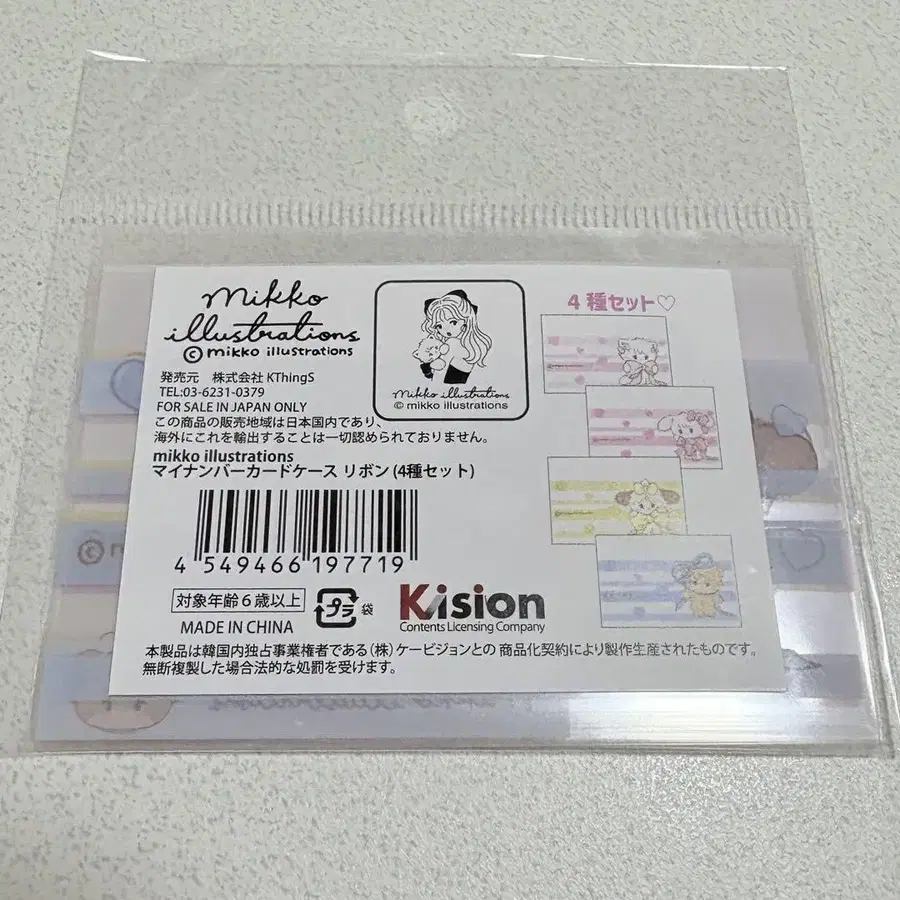 mikko
illustrations
© mikko illustrations
mikko illustrations
© mikko illustrations
4種セット♡
発売元 株式会社 KThingS
TEL:03-6231-0379
FOR SALE IN JAPAN ONLY
この商品の販売地域は日本国内であり、
海外にこれを輸出することは一切認められておりません。
mikko illustrations
マイナンバーカードケース リボン (4種セット)
4 549466 197719
対象年齢6歳以上
MADE IN CHINA
プラ
袋
Kision
Contents Licensing Company
本製品は韓国内独占事業権者である(株)ケービジョンとの 商品化契約により製作生産されたものです。
無断複製した場合法的な処罰を受けます。